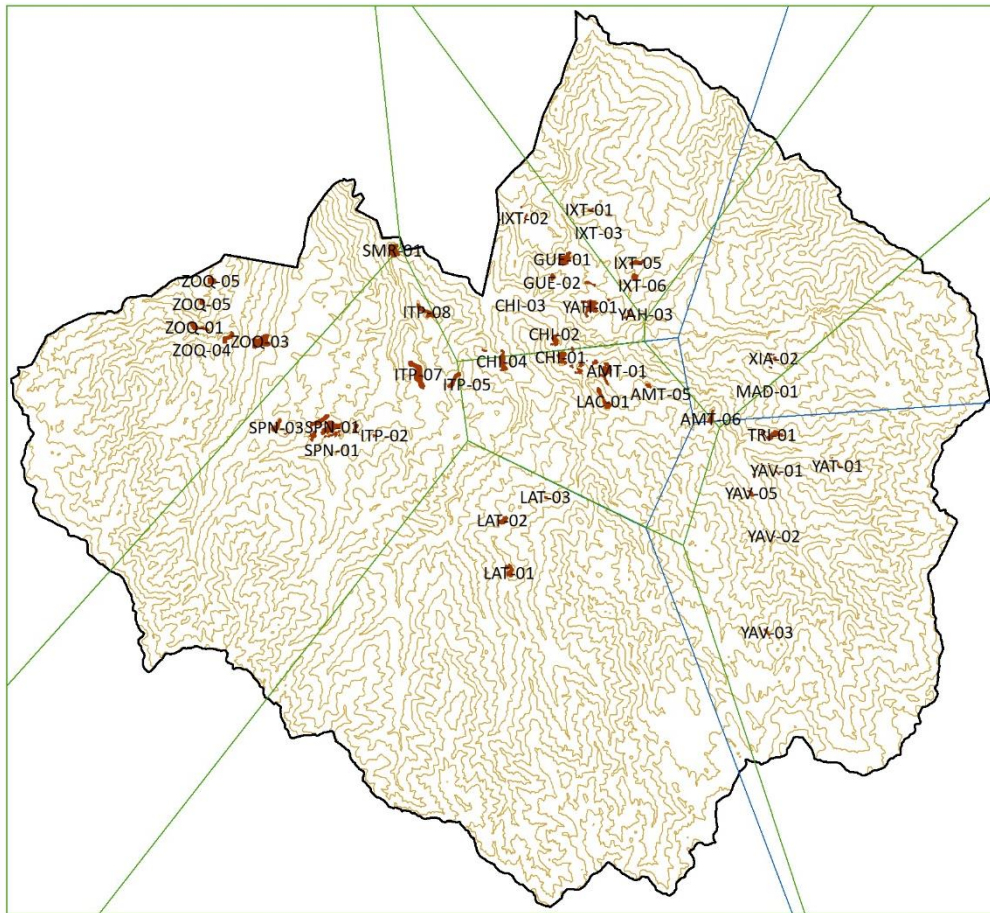 IXT-01
IXT-02
IXT-03
SMR-01
GUE-01
IXT-05
ZOQ-05
GUE-02
IXT-06
ZOQ-05
CHI-03
YAH-01
ITP-08
YAH-03
ZOQ-01
CHI-02
ZOQ-03
ZOQ-04
CHI-01
XIA-02
CHI-04
AMT-01
ITP-07
ITP-05
MAD-01
AMT-05
LAC-01
AMT-06
SPN-03
SPN-01
ITP-02
TRI-01
SPN-01
YAT-01
YAV-01
YAV-05
LAT-03
LAT-02
YAV-02
LAT-01
YAV-03